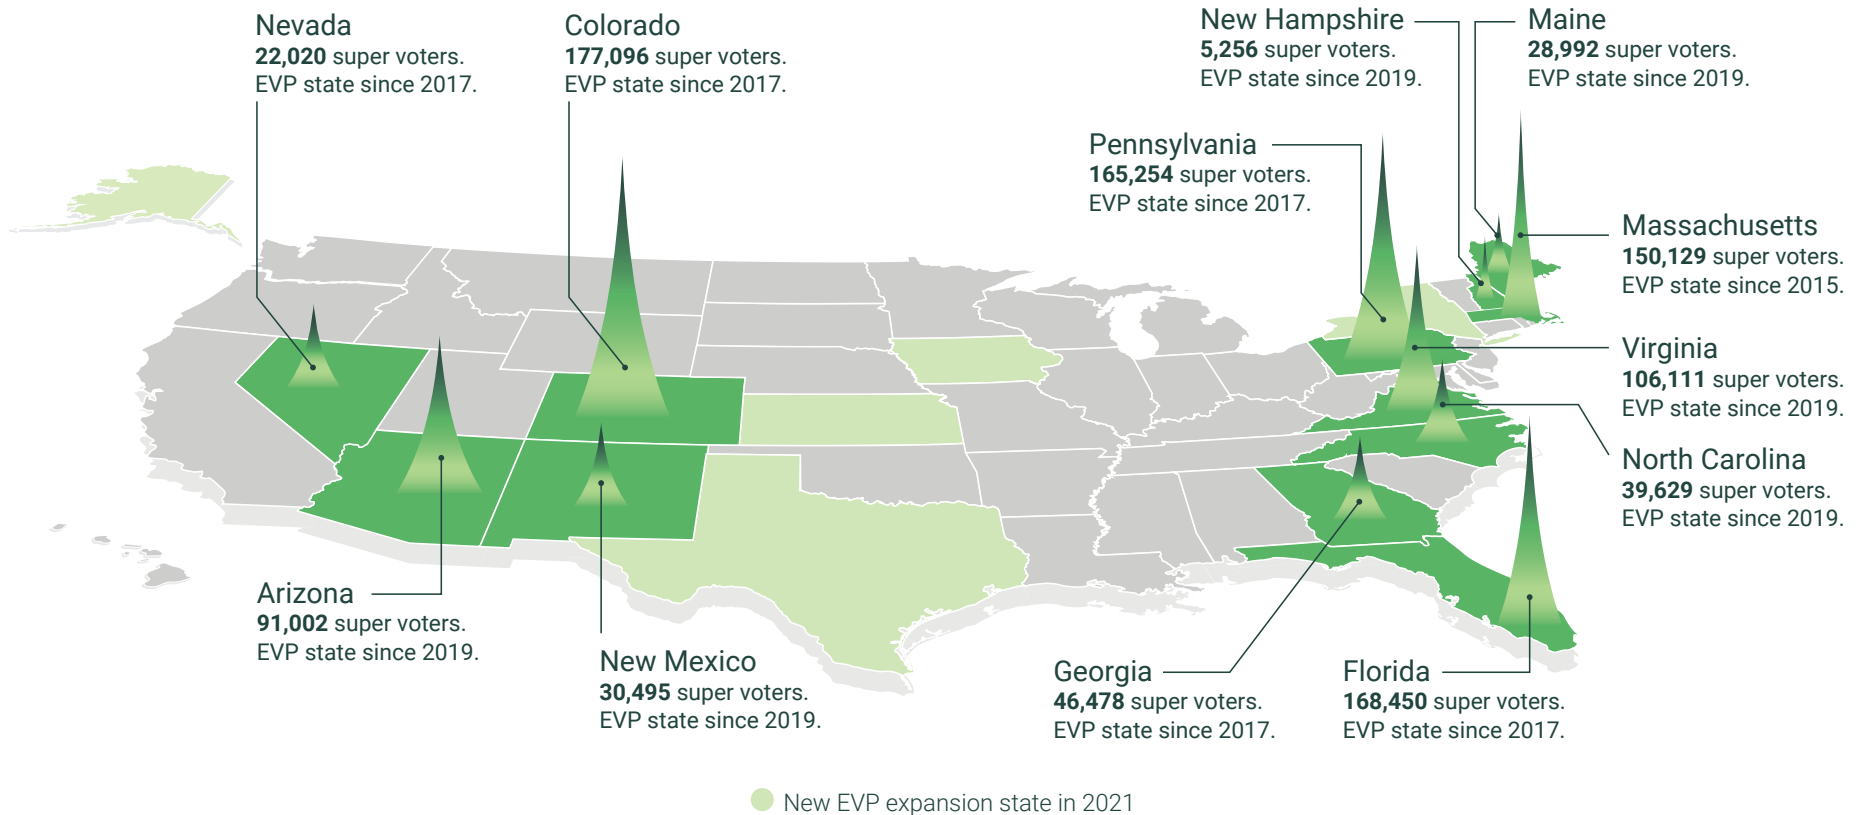 Nevada
22,020 super voters.
EVP state since 2017.
Colorado
177,096 super voters.
EVP state since 2017.
New Hampshire
5,256 super voters.
EVP state since 2019.
Maine
28,992 super voters.
EVP state since 2019.
Pennsylvania
165,254 super voters.
EVP state since 2017.
Massachusetts
150,129 super voters.
EVP state since 2015.
Virginia
106,111 super voters.
EVP state since 2019.
North Carolina
39,629 super voters.
EVP state since 2019.
Arizona
91,002 super voters.
EVP state since 2019.
New Mexico
30,495 super voters.
EVP state since 2019.
Georgia
46,478 super voters.
EVP state since 2017.
Florida
168,450 super voters.
EVP state since 2017.
New EVP expansion state in 2021